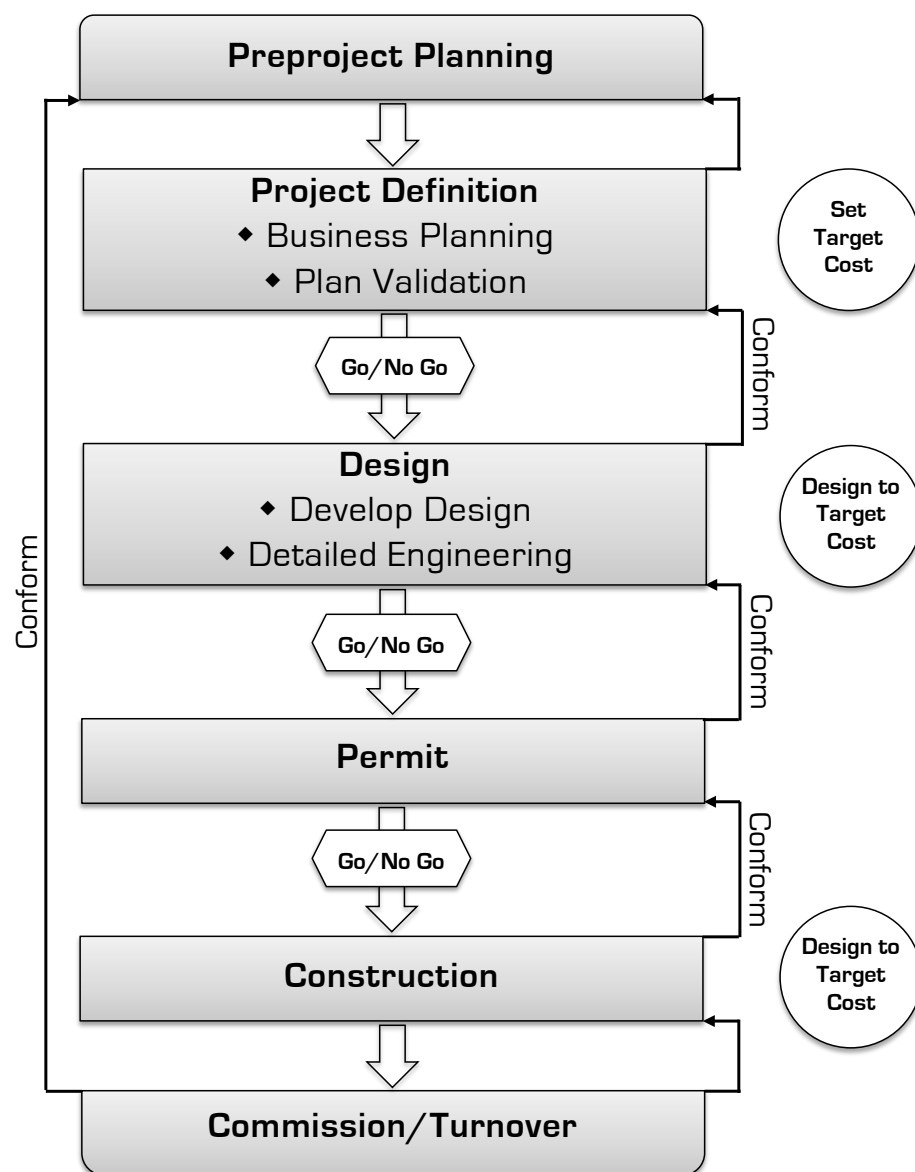 Preproject Planning
Project Definition
◆ Business Planning
◆ Plan Validation
Set
Target
Cost
Go/No Go
Conform
Design
◆ Develop Design
◆ Detailed Engineering
Design to
Target
Cost
Conform
Go/No Go
Conform
Permit
Go/No Go
Conform
Construction
Design to
Target
Cost
Commission/Turnover